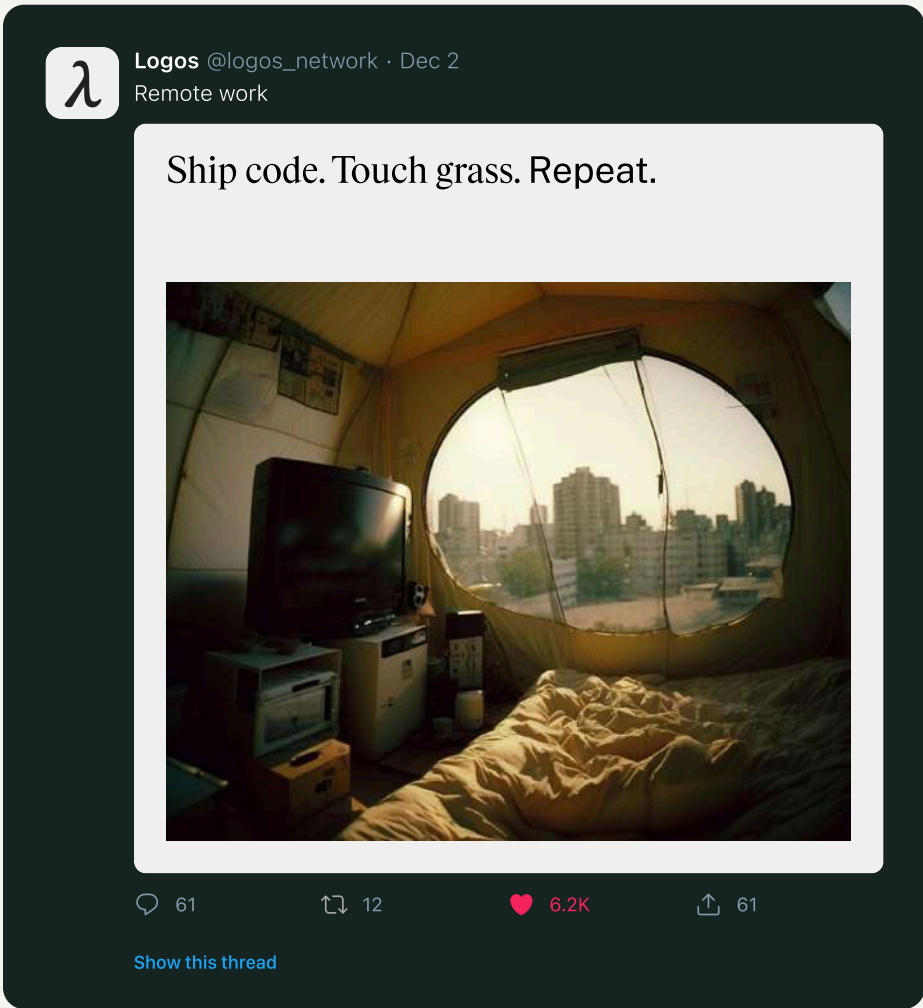 λ
Logos @logos_network · Dec 2
Remote work
Ship code. Touch grass. Repeat.
61
12
6.2K
61
Show this thread